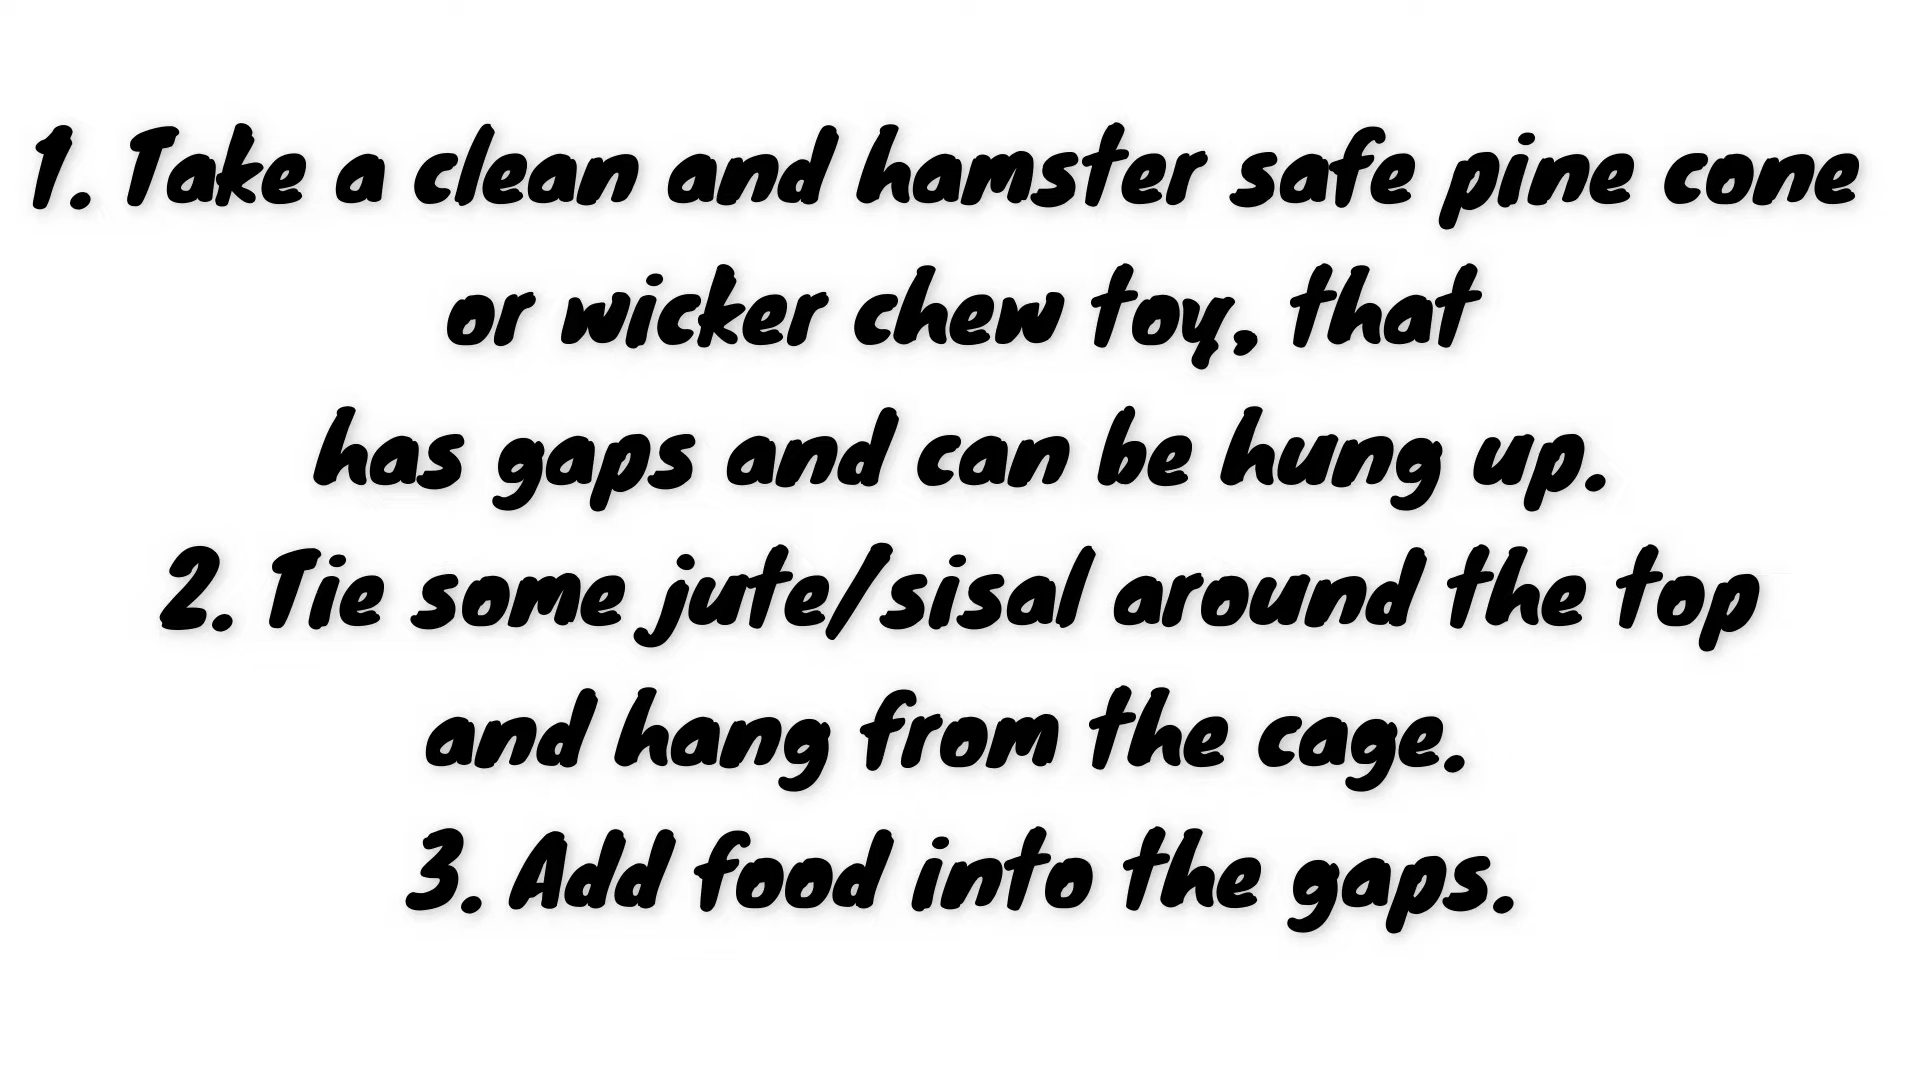 1. Take a clean and hamster safe pine cone
or wicker chew toy, that
has gaps and can be hung up.
2. Tie some jute/sisal around the top
and hang from the cage.
3. Add food into the gaps.